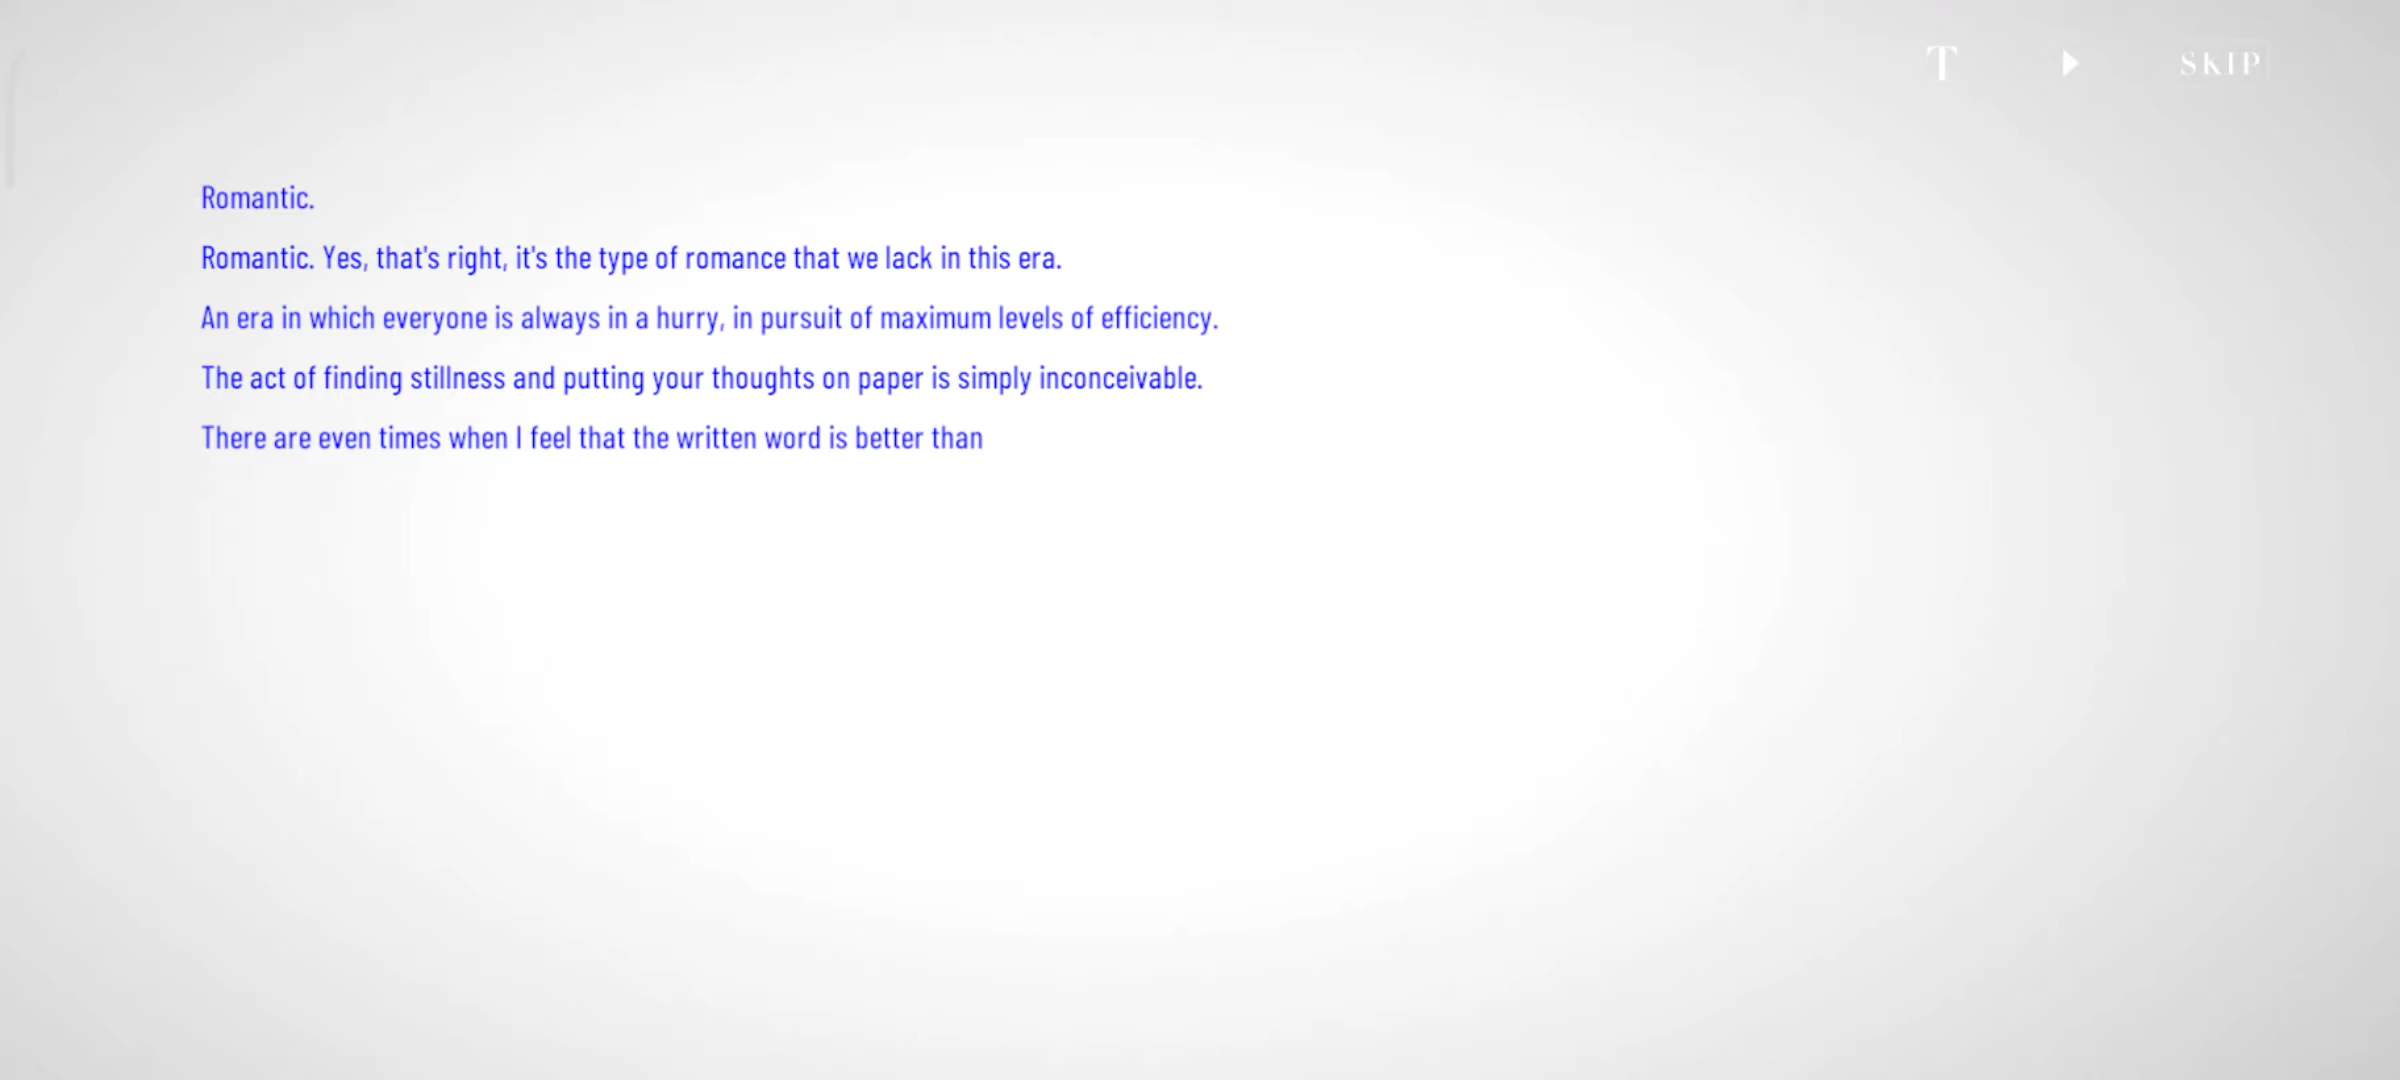 T
SKIP
Romantic.
Romantic. Yes, that's right, it's the type of romance that we lack in this era.
An era in which everyone is always in a hurry, in pursuit of maximum levels of efficiency.
The act of finding stillness and putting your thoughts on paper is simply inconceivable.
There are even times when I feel that the written word is better than